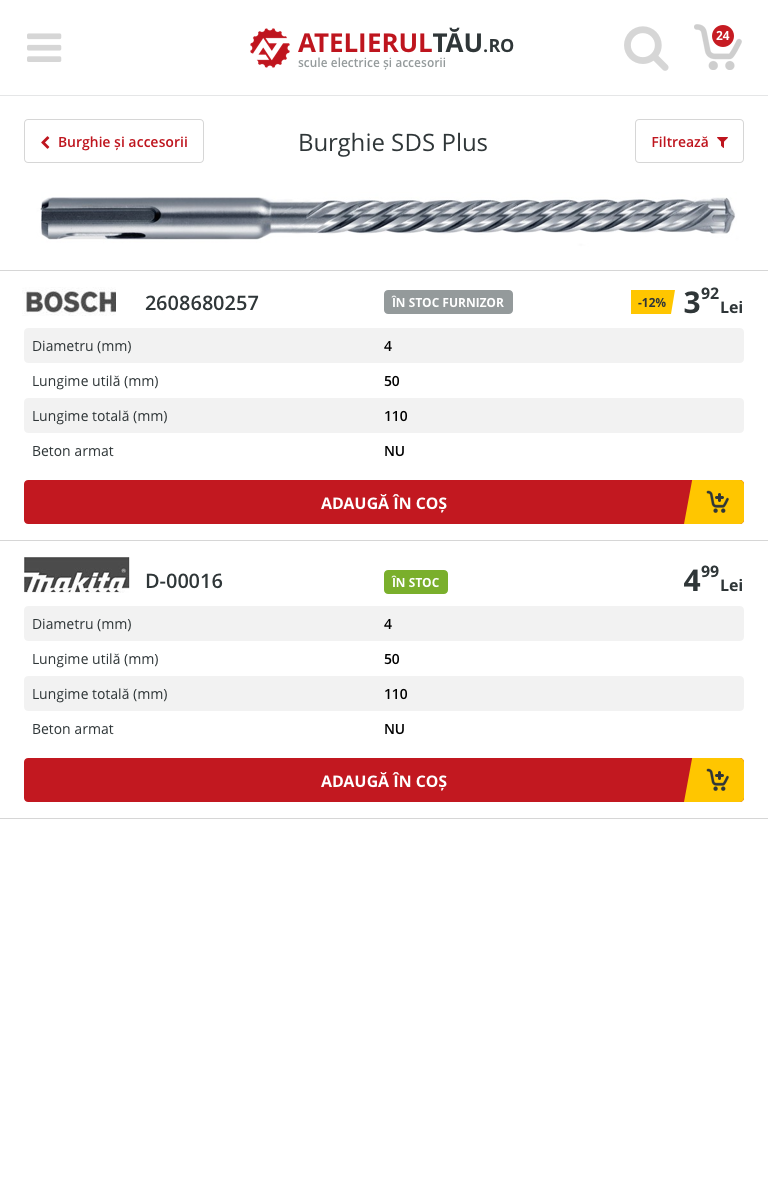 ATELIERULTĂU.RO
scule electrice și accesorii
24
Burghie și accesorii
Burghie SDS Plus
Filtrează
BOSCH
2608680257
ÎN STOC FURNIZOR
-12%
3 92 Lei
Diametru (mm) 4
Lungime utilă (mm) 50
Lungime totală (mm) 110
Beton armat NU
ADAUGĂ ÎN COȘ
makita
D-00016
ÎN STOC
4 99 Lei
Diametru (mm) 4
Lungime utilă (mm) 50
Lungime totală (mm) 110
Beton armat NU
ADAUGĂ ÎN COȘ